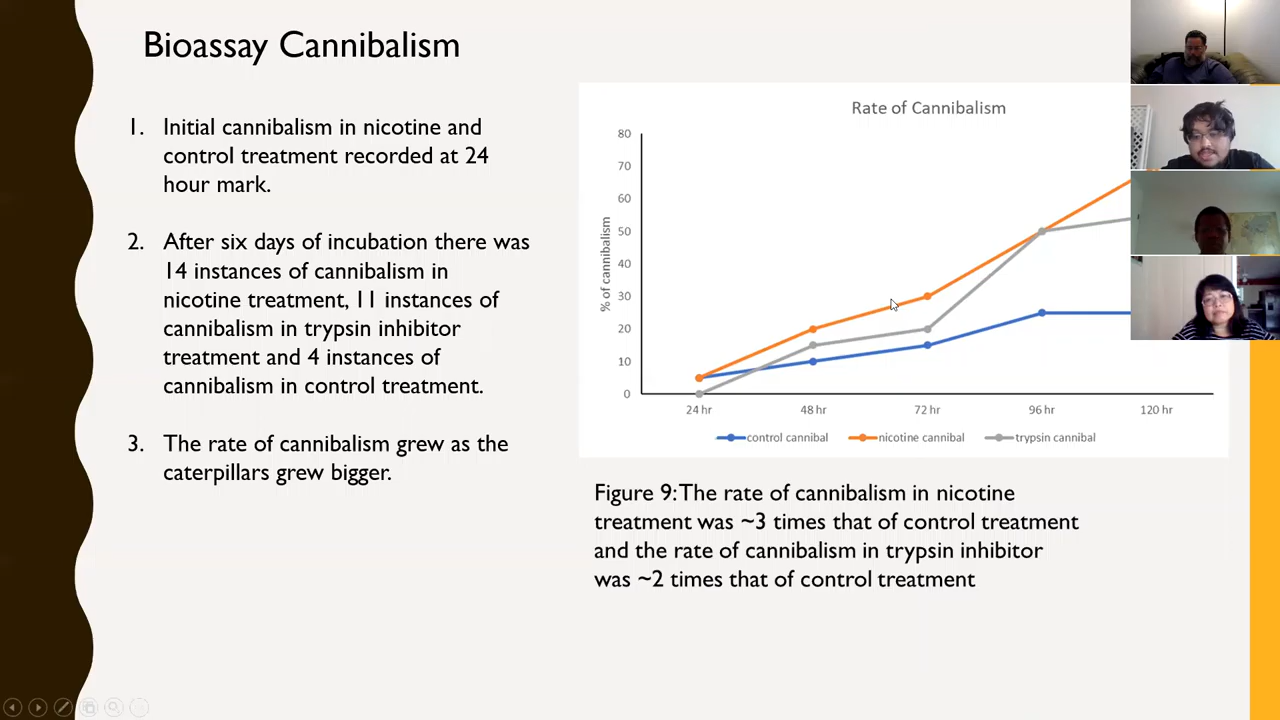 Bioassay Cannibalism
1. Initial cannibalism in nicotine and
control treatment recorded at 24
hour mark.
2. After six days of incubation there was
14 instances of cannibalism in
nicotine treatment, 11 instances of
cannibalism in trypsin inhibitor
treatment and 4 instances of
cannibalism in control treatment.
3. The rate of cannibalism grew as the
caterpillars grew bigger.
Rate of Cannibalism
% of cannibalism
80
70
60
50
40
30
20
10
0
24 hr 48 hr 72 hr 96 hr 120 hr
control cannibal nicotine cannibal trypsin cannibal
Figure 9: The rate of cannibalism in nicotine
treatment was ~3 times that of control treatment
and the rate of cannibalism in trypsin inhibitor
was ~2 times that of control treatment